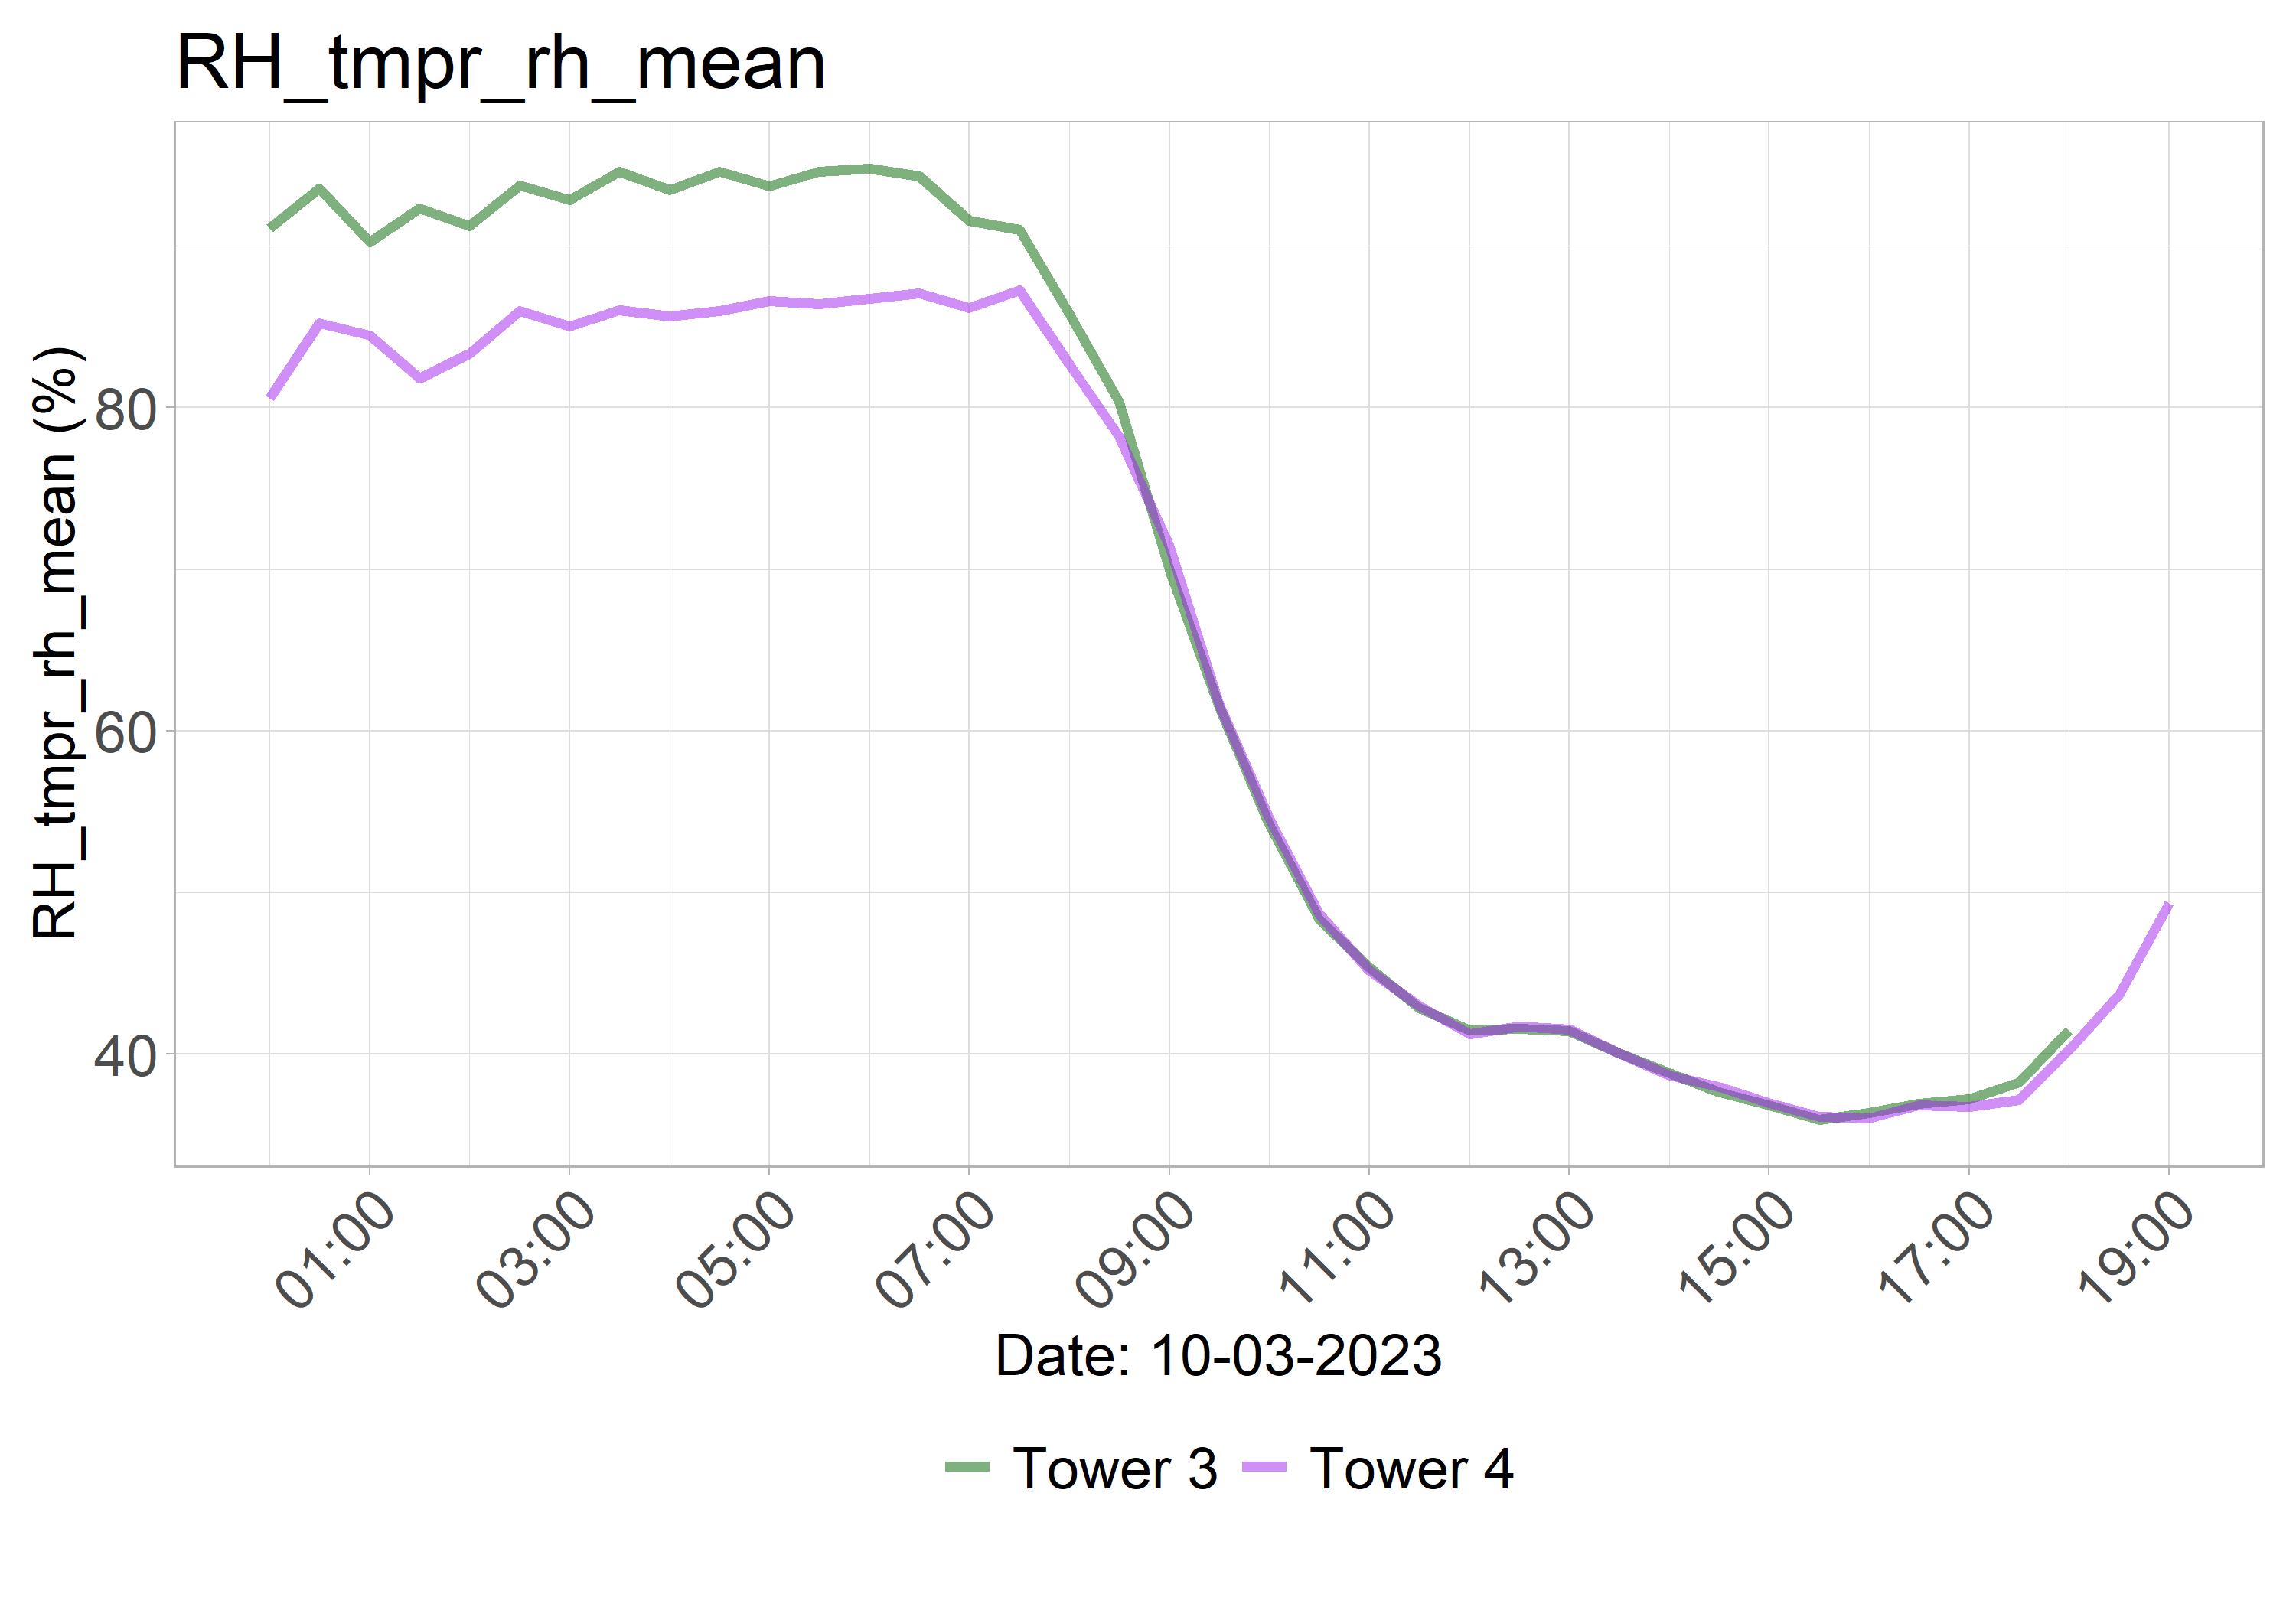 RH_tmpr_rh_mean
RH_tmpr_rh_mean (%)
80
60
40
01:00 03:00 05:00 07:00 09:00 11:00 13:00 15:00 17:00 19:00
Date: 10-03-2023
Tower 3 Tower 4